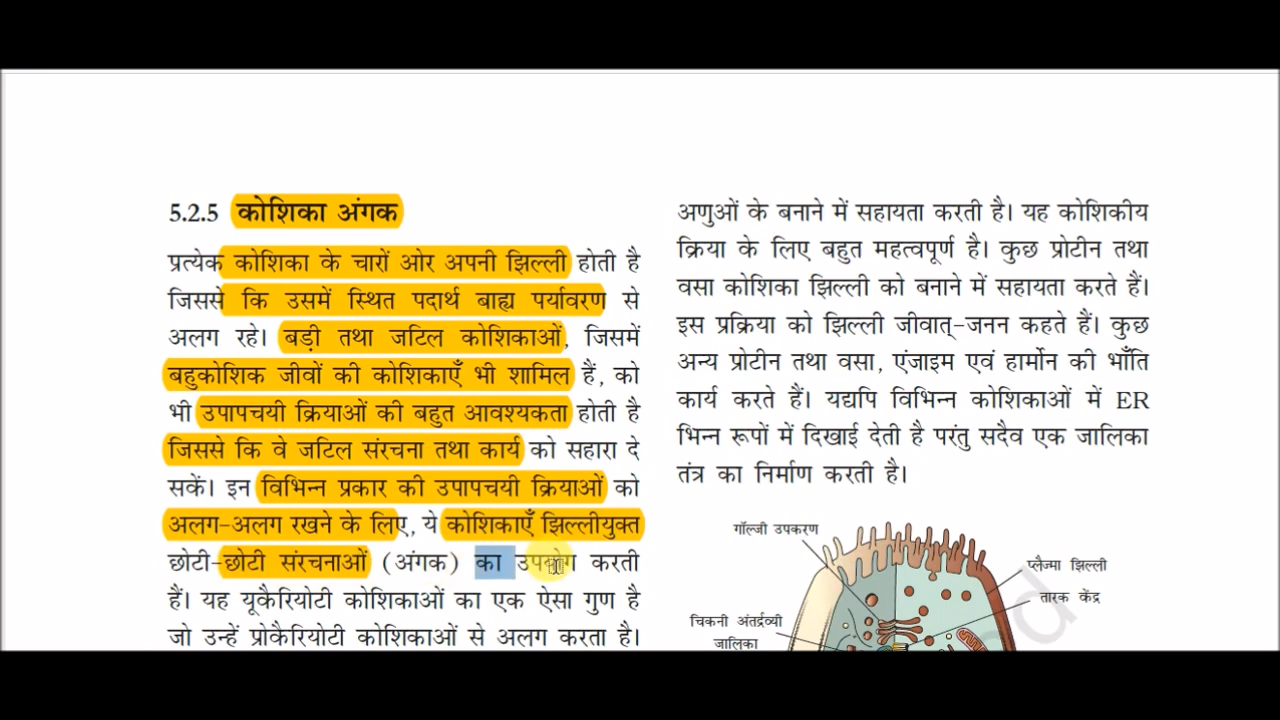 5.2.5 कोशिका अंगक
प्रत्येक कोशिका के चारों ओर अपनी झिल्ली होती है
जिससे कि उसमें स्थित पदार्थ बाह्य पर्यावरण से
अलग रहे। बड़ी तथा जटिल कोशिकाओं, जिसमें
बहुकोशिक जीवों की कोशिकाएँ भी शामिल हैं, को
भी उपापचयी क्रियाओं की बहुत आवश्यकता होती है
जिससे कि वे जटिल संरचना तथा कार्य को सहारा दे
सकें। इन विभिन्न प्रकार की उपापचयी क्रियाओं को
अलग-अलग रखने के लिए, ये कोशिकाएँ झिल्लीयुक्त
छोटी-छोटी संरचनाओं (अंगक) का उपयोग करती
हैं। यह यूकैरियोटी कोशिकाओं का एक ऐसा गुण है
जो उन्हें प्रोकैरियोटी कोशिकाओं से अलग करता है।
अणुओं के बनाने में सहायता करती है। यह कोशिकीय
क्रिया के लिए बहुत महत्वपूर्ण है। कुछ प्रोटीन तथा
वसा कोशिका झिल्ली को बनाने में सहायता करते हैं।
इस प्रक्रिया को झिल्ली जीवात्-जनन कहते हैं। कुछ
अन्य प्रोटीन तथा वसा, एंजाइम एवं हार्मोन की भाँति
कार्य करते हैं। यद्यपि विभिन्न कोशिकाओं में ER
भिन्न रूपों में दिखाई देती है परंतु सदैव एक जालिका
तंत्र का निर्माण करती है।
गॉल्जी उपकरण
प्लैज्मा झिल्ली
तारक केंद्र
चिकनी अंतर्द्रव्यी
जालिका